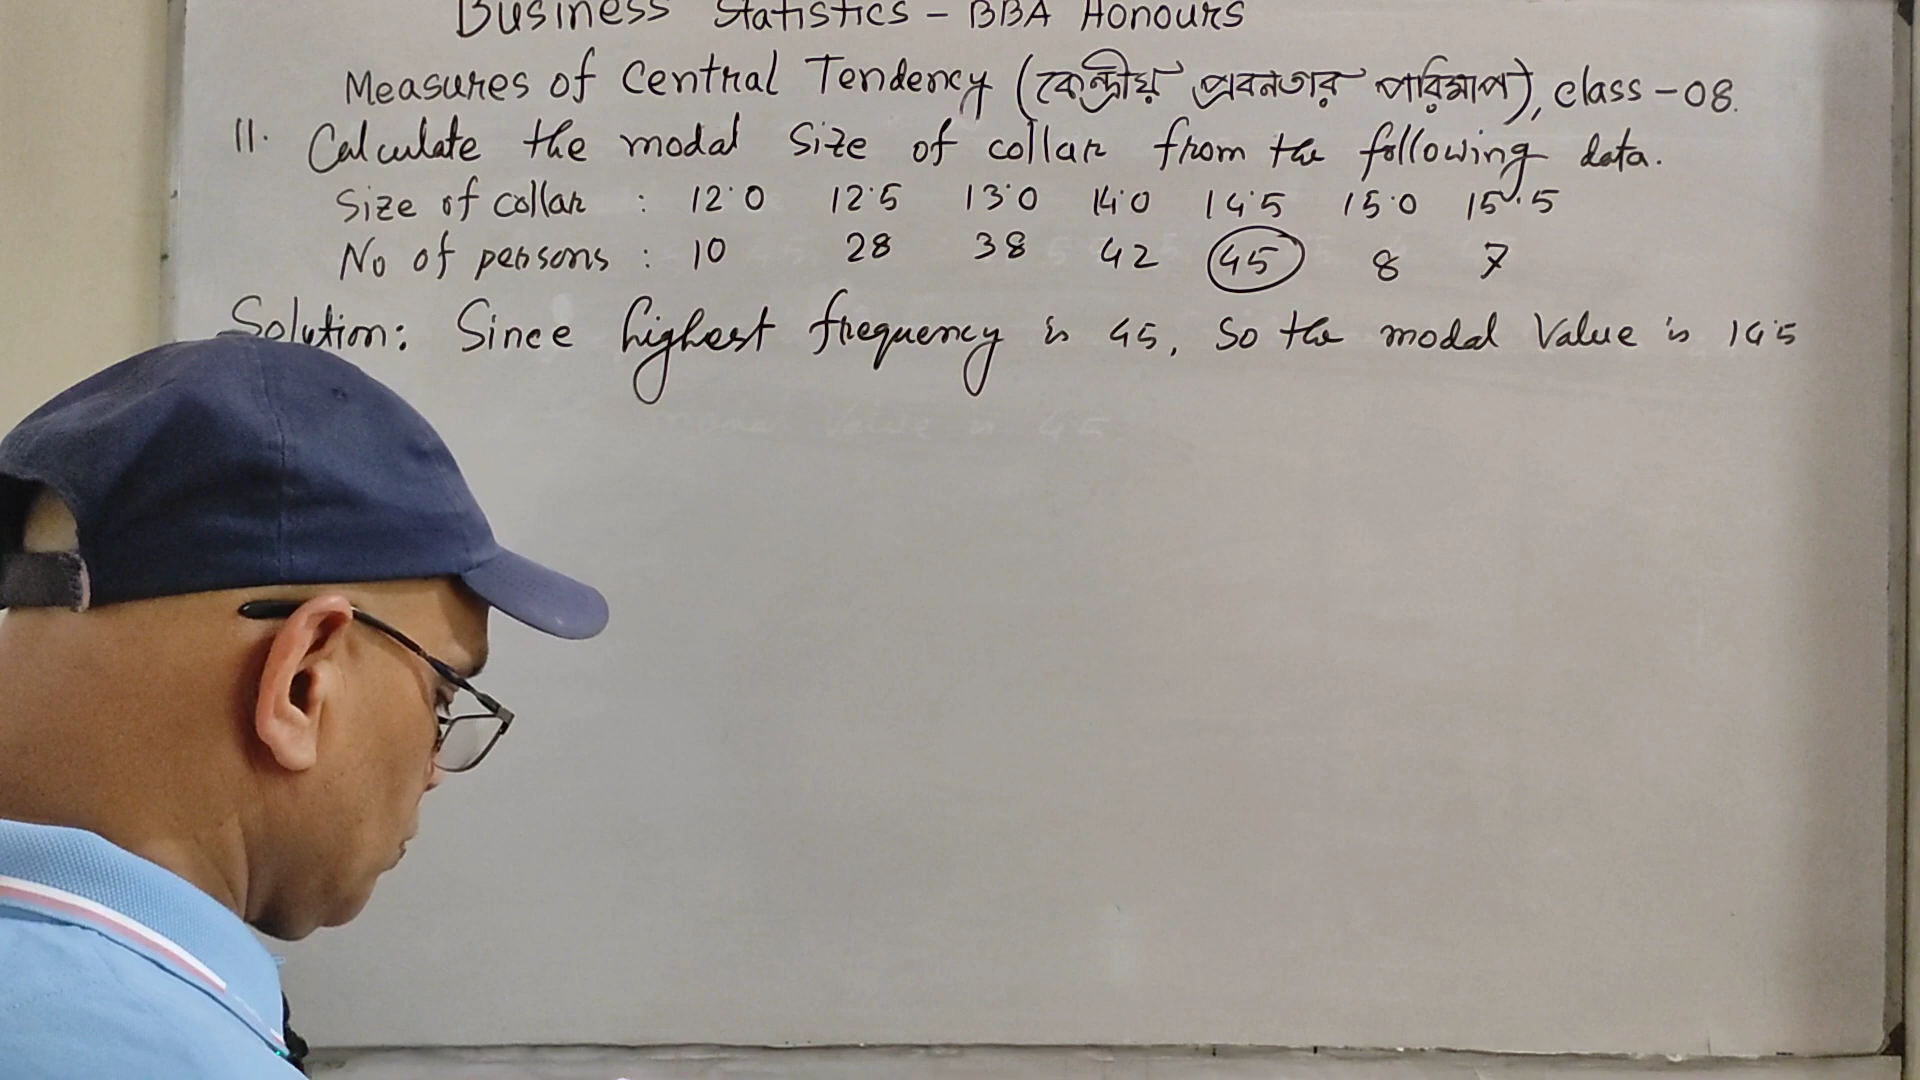 Business Statistics - BBA Honours
Measures of Central Tendency (কেন্দ্রীয় প্রবনতার পরিমাপ), class-08.
11. Calculate the modal size of collar from the following data.
Size of collar : 12.0 12.5 13.0 14.0 14.5 15.0 15.5
No of persons : 10 28 38 42 45 8 7
Solution: Since highest frequency is 45, So the modal Value is 14.5